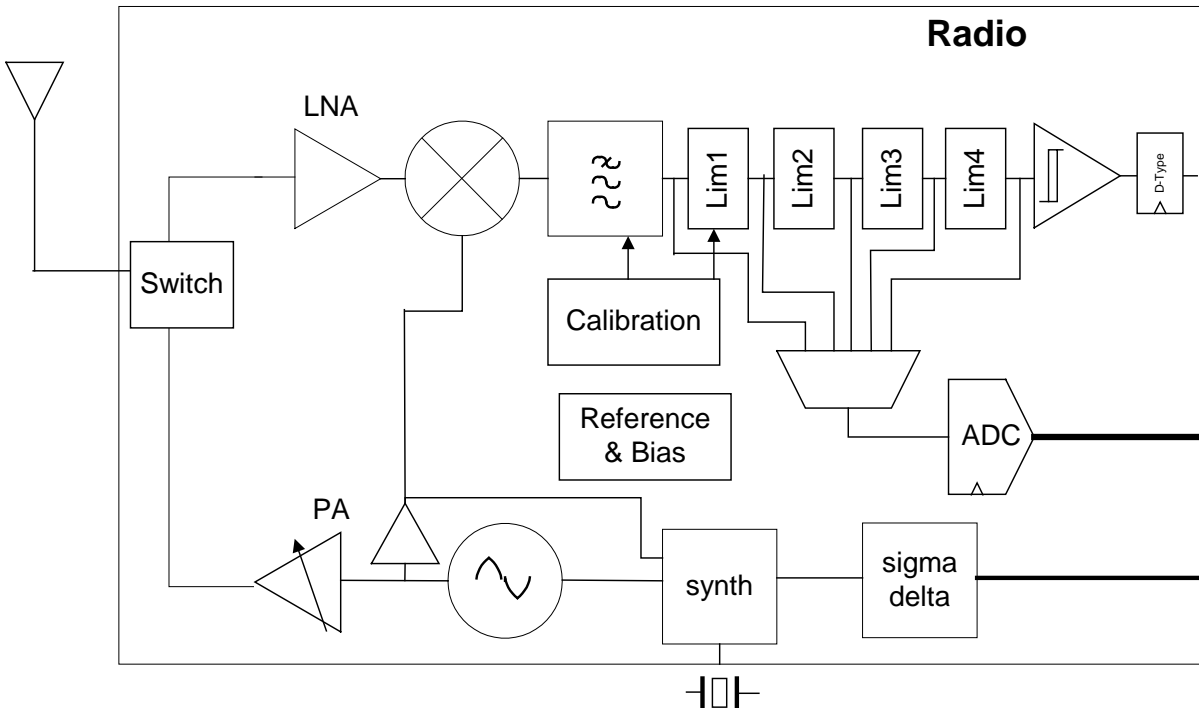 Radio
LNA
Lim1
Lim2
Lim3
Lim4
D-Type
Switch
Calibration
Reference
& Bias
ADC
PA
synth
sigma
delta